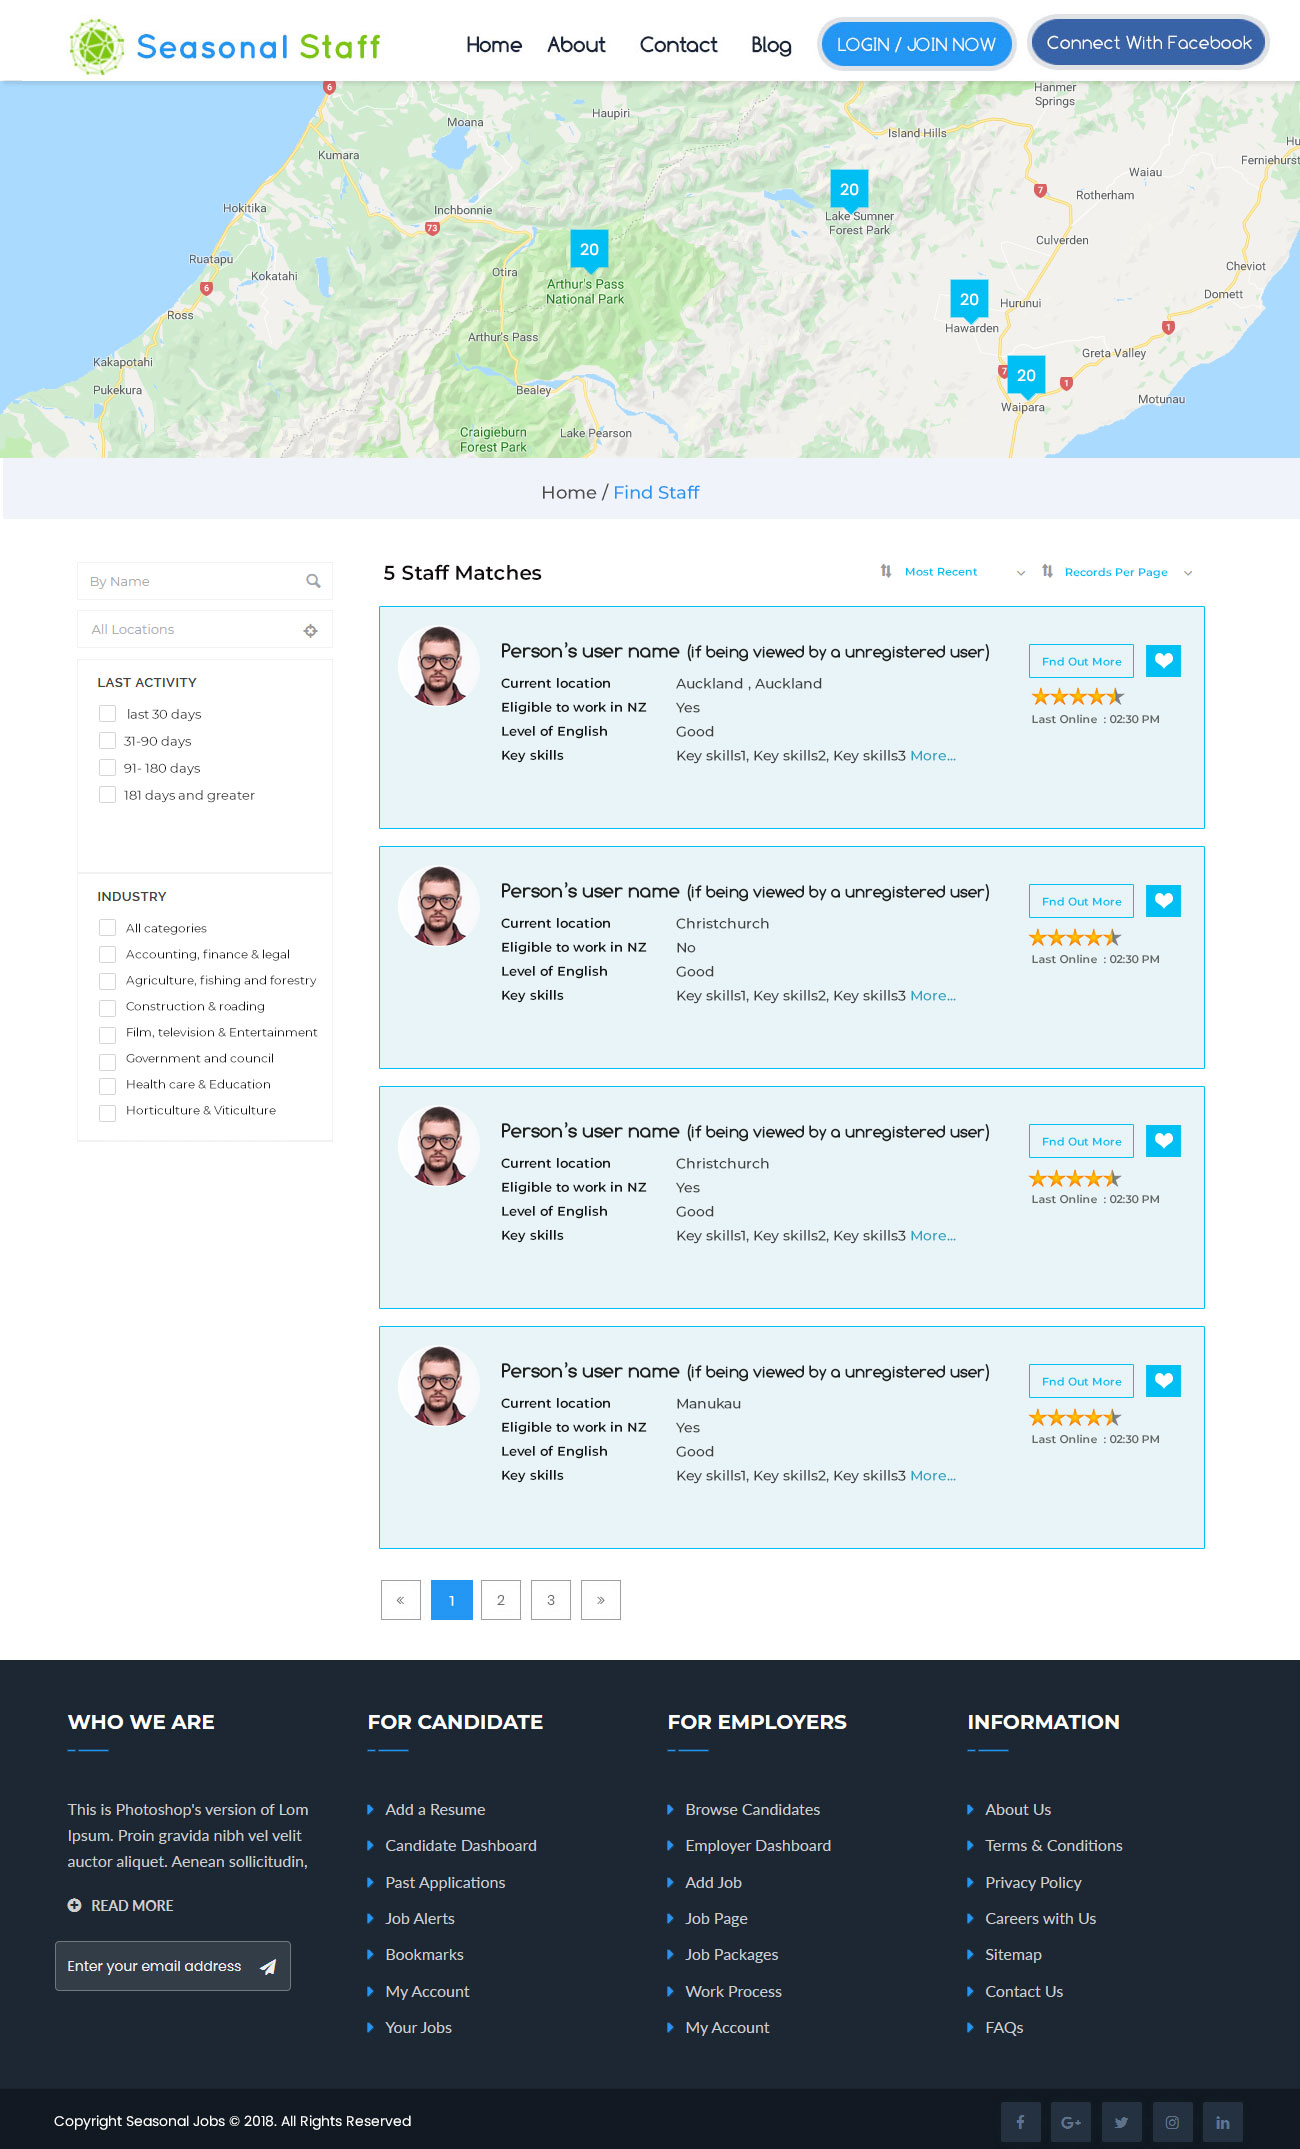 Seasonal Staff
Home About Contact Blog LOGIN / JOIN NOW Connect With Facebook
Hanmer
Springs
Haupiri
Moana
Island Hills
Hu
Kumara
Ferniehurst
Waiau
Rotherham
Hokitika
Inchbonnie
Lake Sumner
Forest Park
Culverden
Ruatapu
Kokatahi
Otira
Cheviot
Arthur's Pass
National Park
Domett
Hurunui
Ross
Hawarden
Arthur's Pass
Greta Valley
Kakapotahi
Pukekura
Bealey
Motunau
Waipara
Craigieburn
Forest Park
Lake Pearson
6
73
6
7
1
7
1
20
20
20
20
Home / Find Staff
By Name
All Locations
LAST ACTIVITY
last 30 days
31-90 days
91- 180 days
181 days and greater
INDUSTRY
All categories
Accounting, finance & legal
Agriculture, fishing and forestry
Construction & roading
Film, television & Entertainment
Government and council
Health care & Education
Horticulture & Viticulture
5 Staff Matches
Most Recent
Records Per Page
Person's user name (if being viewed by a unregistered user)
Current location Auckland , Auckland
Eligible to work in NZ Yes
Level of English Good
Key skills Key skills1, Key skills2, Key skills3 More...
Fnd Out More
Last Online : 02:30 PM
Person's user name (if being viewed by a unregistered user)
Current location Christchurch
Eligible to work in NZ No
Level of English Good
Key skills Key skills1, Key skills2, Key skills3 More...
Fnd Out More
Last Online : 02:30 PM
Person's user name (if being viewed by a unregistered user)
Current location Christchurch
Eligible to work in NZ Yes
Level of English Good
Key skills Key skills1, Key skills2, Key skills3 More...
Fnd Out More
Last Online : 02:30 PM
Person's user name (if being viewed by a unregistered user)
Current location Manukau
Eligible to work in NZ Yes
Level of English Good
Key skills Key skills1, Key skills2, Key skills3 More...
Fnd Out More
Last Online : 02:30 PM
« 1 2 3 »
WHO WE ARE
This is Photoshop's version of Lom
Ipsum. Proin gravida nibh vel velit
auctor aliquet. Aenean sollicitudin,
READ MORE
Enter your email address
FOR CANDIDATE
Add a Resume
Candidate Dashboard
Past Applications
Job Alerts
Bookmarks
My Account
Your Jobs
FOR EMPLOYERS
Browse Candidates
Employer Dashboard
Add Job
Job Page
Job Packages
Work Process
My Account
INFORMATION
About Us
Terms & Conditions
Privacy Policy
Careers with Us
Sitemap
Contact Us
FAQs
Copyright Seasonal Jobs © 2018. All Rights Reserved
f G+ in